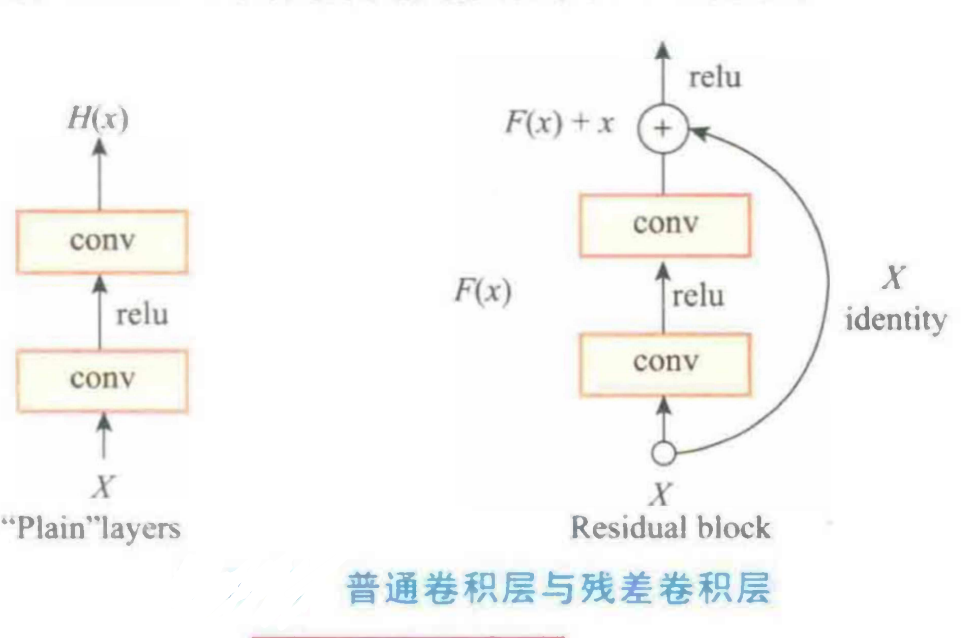 H(x)
conv
relu
conv
X
“Plain”layers
relu
F(x) + x
+
conv
F(x)
relu
conv
X
identity
X
Residual block
普通卷积层与残差卷积层